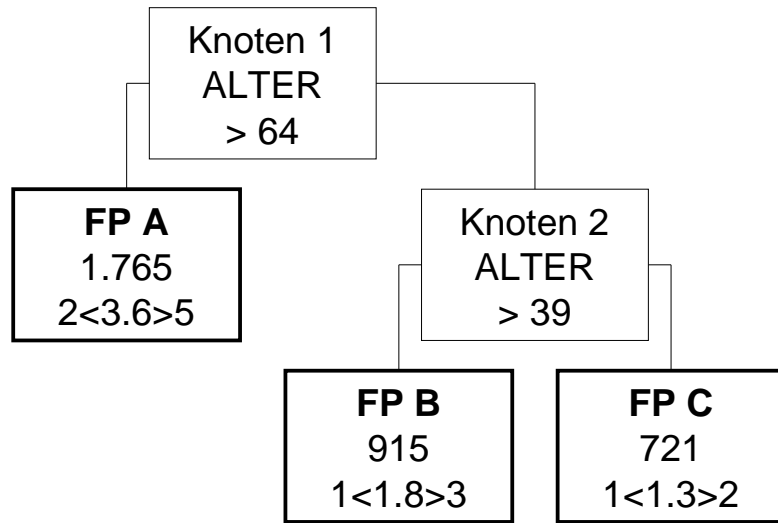 Knoten 1
ALTER
> 64
FP A
1.765
2<3.6>5
Knoten 2
ALTER
> 39
FP B
915
1<1.8>3
FP C
721
1<1.3>2